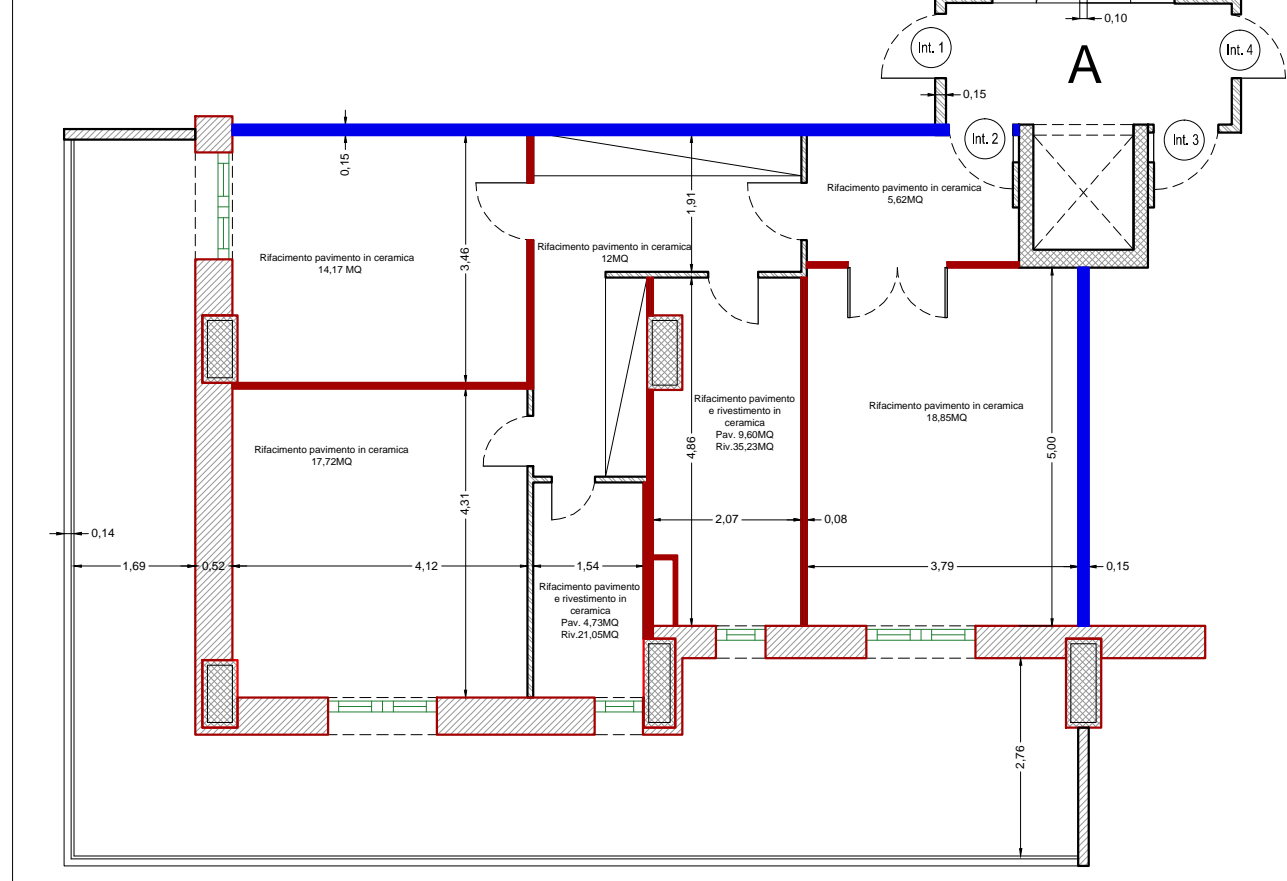 0,10
Int. 1
Int. 4
A
0,15
Int. 2
Int. 3
0,15
1,91
Rifacimento pavimento in ceramica
5,62MQ
3,46
Rifacimento pavimento in ceramica
12MQ
Rifacimento pavimento in ceramica
14,17 MQ
Rifacimento pavimento
e rivestimento in
ceramica
Pav. 9,60MQ
Riv.35,23MQ
Rifacimento pavimento in ceramica
18,85MQ
4,86
5,00
Rifacimento pavimento in ceramica
17,72MQ
4,31
2,07
0,08
0,14
1,69
0,52
4,12
1,54
3,79
0,15
Rifacimento pavimento
e rivestimento in
ceramica
Pav. 4,73MQ
Riv.21,05MQ
2,76